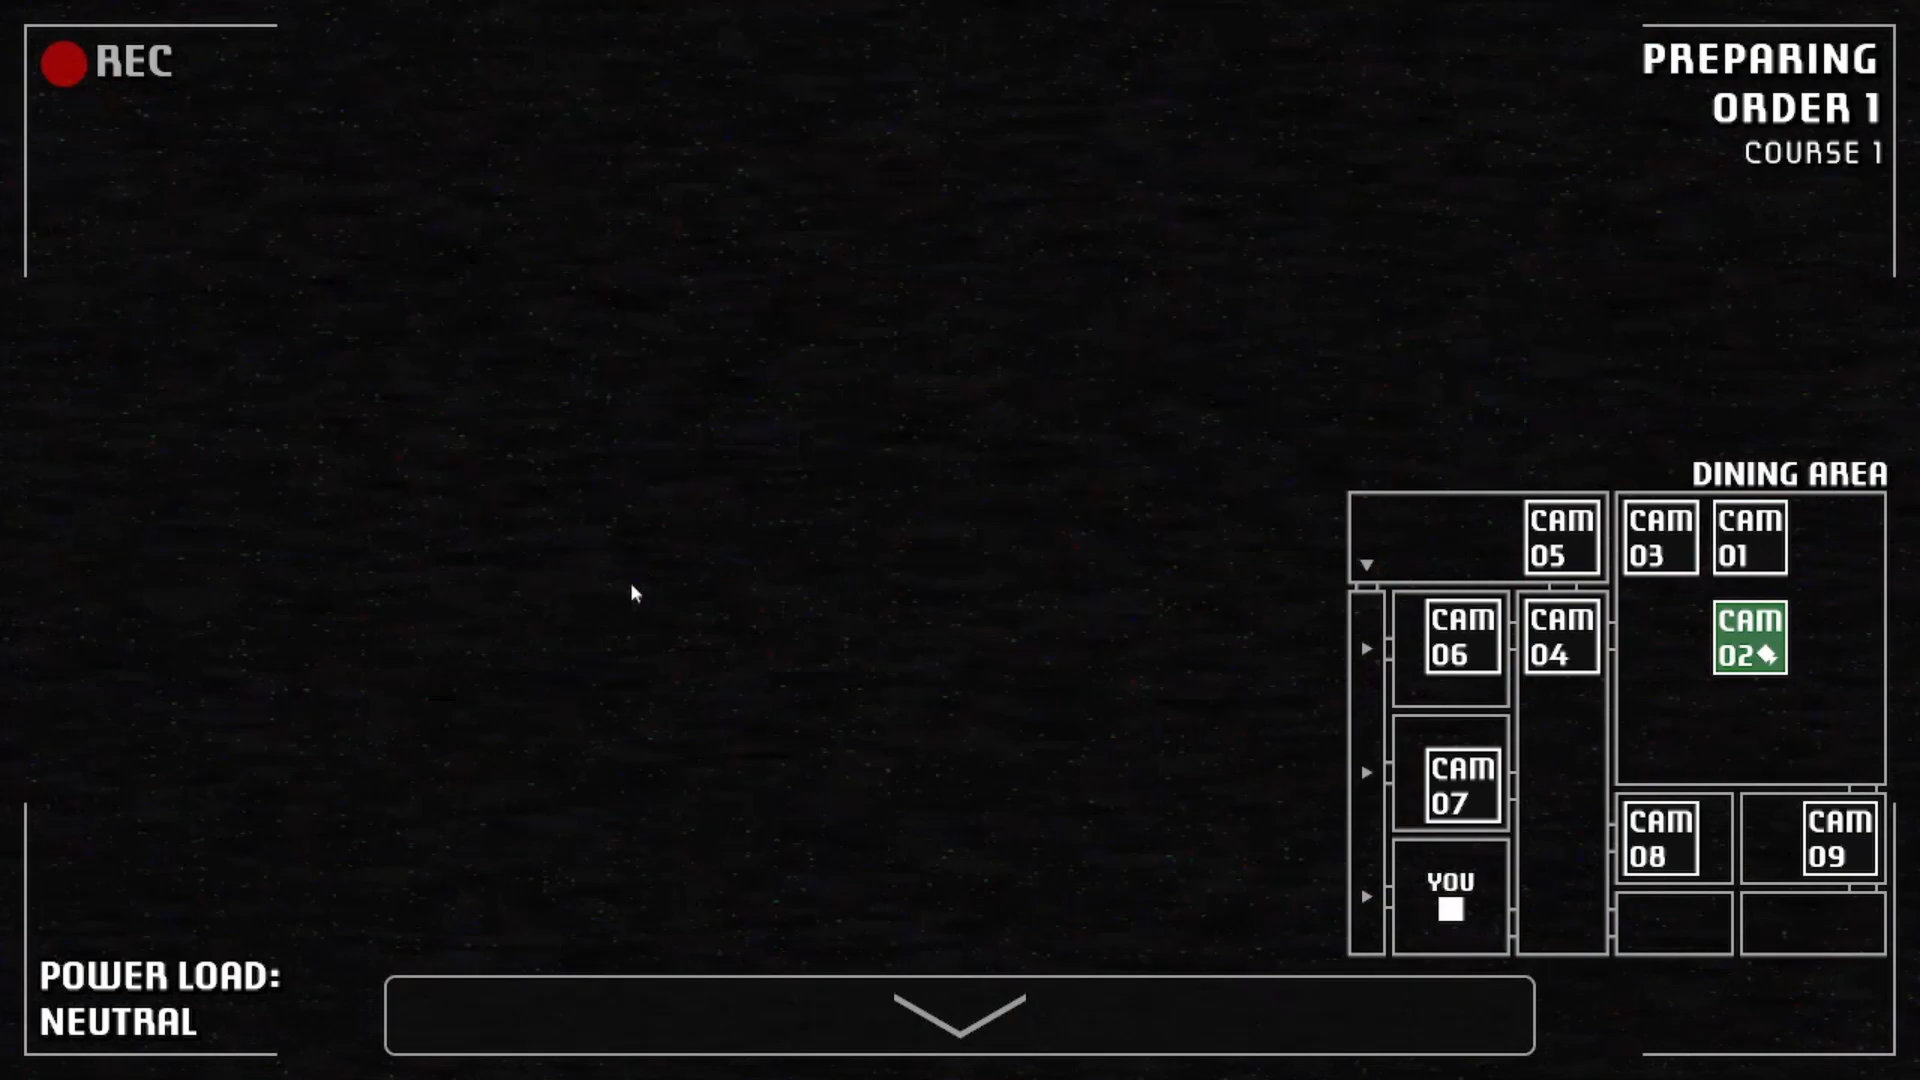 REC
PREPARING
ORDER 1
COURSE 1
DINING AREA
CAM
05
CAM
03
CAM
01
CAM
06
CAM
04
CAM
02
CAM
07
CAM
08
CAM
09
YOU
POWER LOAD:
NEUTRAL